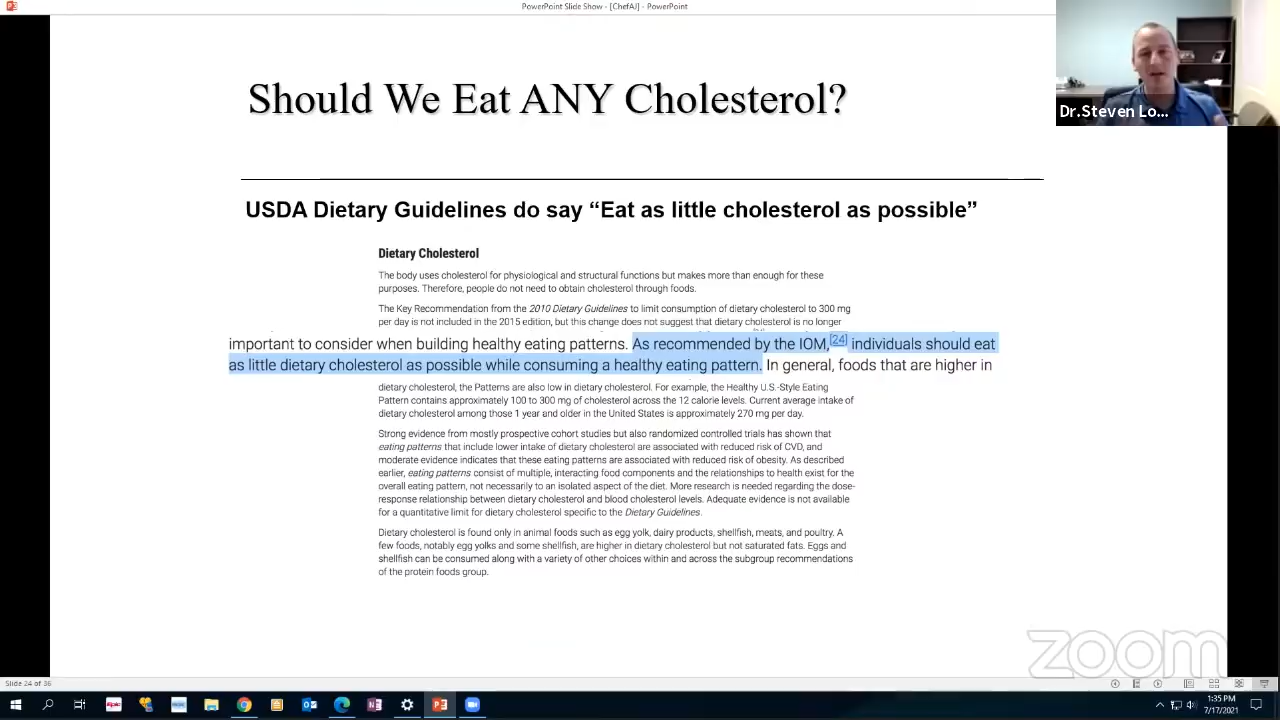 PowerPoint Slide Show - [ChefAJ] - PowerPoint
Should We Eat ANY Cholesterol?
Dr.Steven Lo...
USDA Dietary Guidelines do say “Eat as little cholesterol as possible”
Dietary Cholesterol
The body uses cholesterol for physiological and structural functions but makes more than enough for these
purposes. Therefore, people do not need to obtain cholesterol through foods.
The Key Recommendation from the 2010 Dietary Guidelines to limit consumption of dietary cholesterol to 300 mg
per day is not included in the 2015 edition, but this change does not suggest that dietary cholesterol is no longer
important to consider when building healthy eating patterns. As recommended by the IOM,[24] individuals should eat
as little dietary cholesterol as possible while consuming a healthy eating pattern. In general, foods that are higher in
dietary cholesterol, the Patterns are also low in dietary cholesterol. For example, the Healthy U.S.-Style Eating
Pattern contains approximately 100 to 300 mg of cholesterol across the 12 calorie levels. Current average intake of
dietary cholesterol among those 1 year and older in the United States is approximately 270 mg per day.
Strong evidence from mostly prospective cohort studies but also randomized controlled trials has shown that
eating patterns that include lower intake of dietary cholesterol are associated with reduced risk of CVD, and
moderate evidence indicates that these eating patterns are associated with reduced risk of obesity. As described
earlier, eating patterns consist of multiple, interacting food components and the relationships to health exist for the
overall eating pattern, not necessarily to an isolated aspect of the diet. More research is needed regarding the dose-
response relationship between dietary cholesterol and blood cholesterol levels. Adequate evidence is not available
for a quantitative limit for dietary cholesterol specific to the Dietary Guidelines.
Dietary cholesterol is found only in animal foods such as egg yolk, dairy products, shellfish, meats, and poultry. A
few foods, notably egg yolks and some shellfish, are higher in dietary cholesterol but not saturated fats. Eggs and
shellfish can be consumed along with a variety of other choices within and across the subgroup recommendations
of the protein foods group.
zoom
Slide 24 of 36
1:35 PM
7/17/2021